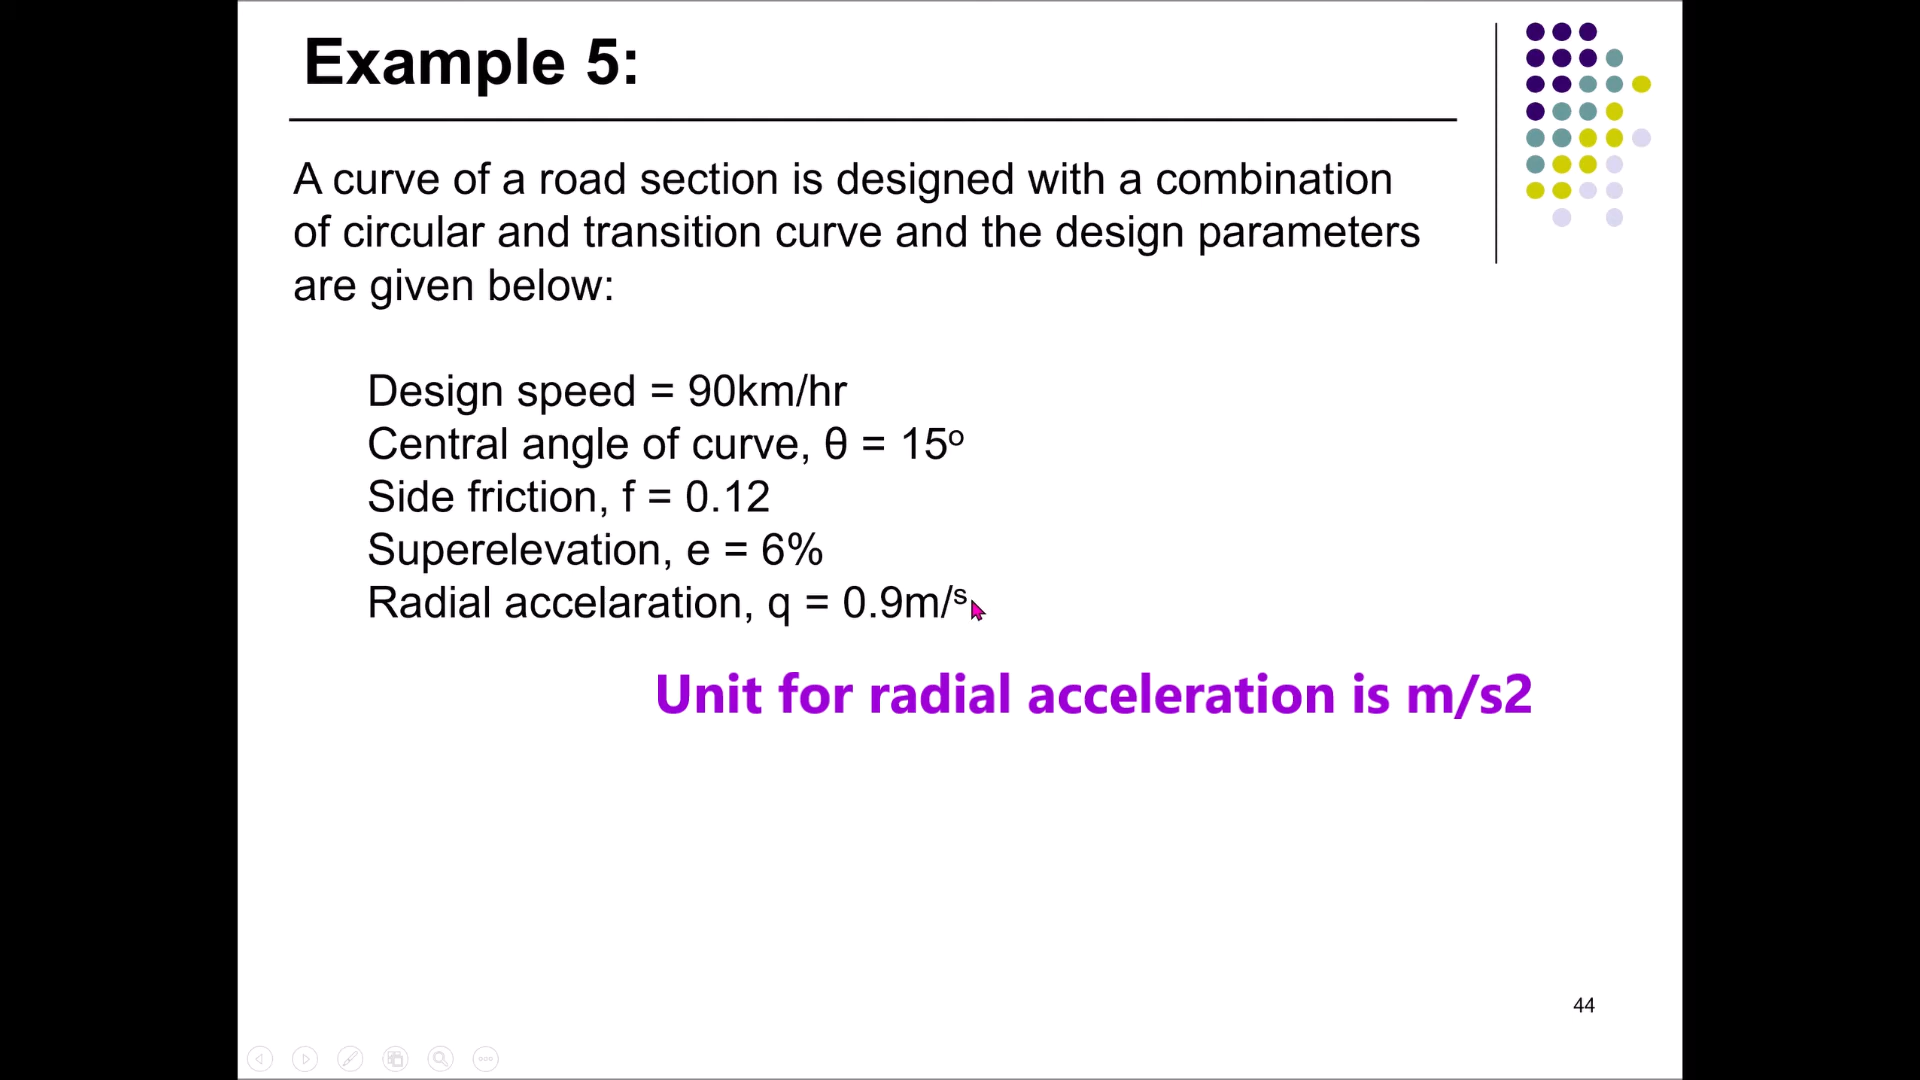 Example 5:
A curve of a road section is designed with a combination
of circular and transition curve and the design parameters
are given below:
Design speed = 90km/hr
Central angle of curve, θ = 15º
Side friction, f = 0.12
Superelevation, e = 6%
Radial accelaration, q = 0.9m/ˢ
Unit for radial acceleration is m/s2
44